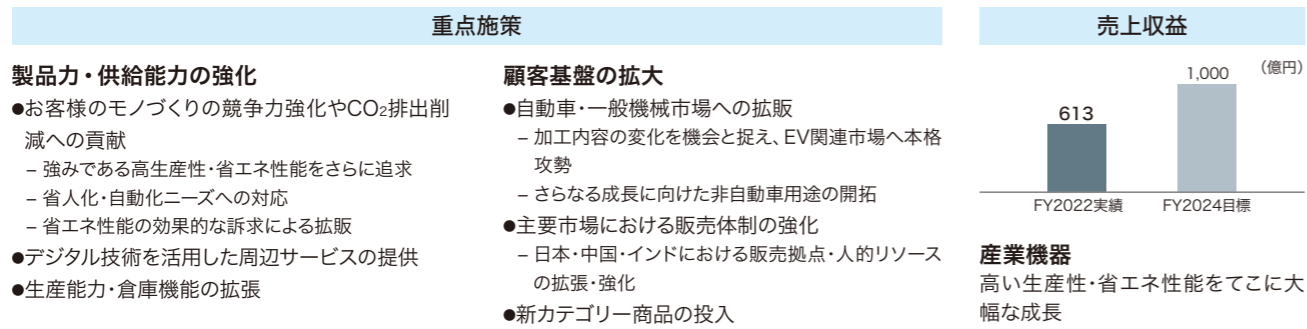 重点施策
製品力・供給能力の強化
●お客様のモノづくりの競争力強化やCO₂排出削
減への貢献
– 強みである高生産性・省エネ性能をさらに追求
– 省人化・自動化ニーズへの対応
– 省エネ性能の効果的な訴求による拡販
●デジタル技術を活用した周辺サービスの提供
●生産能力・倉庫機能の拡張
顧客基盤の拡大
●自動車・一般機械市場への拡販
– 加工内容の変化を機会と捉え、EV関連市場へ本格
攻勢
– さらなる成長に向けた非自動車用途の開拓
●主要市場における販売体制の強化
– 日本・中国・インドにおける販売拠点・人的リソース
の拡張・強化
●新カテゴリー商品の投入
売上収益
(億円)
1,000
613
FY2022実績
FY2024目標
産業機器
高い生産性・省エネ性能をてこに大
幅な成長